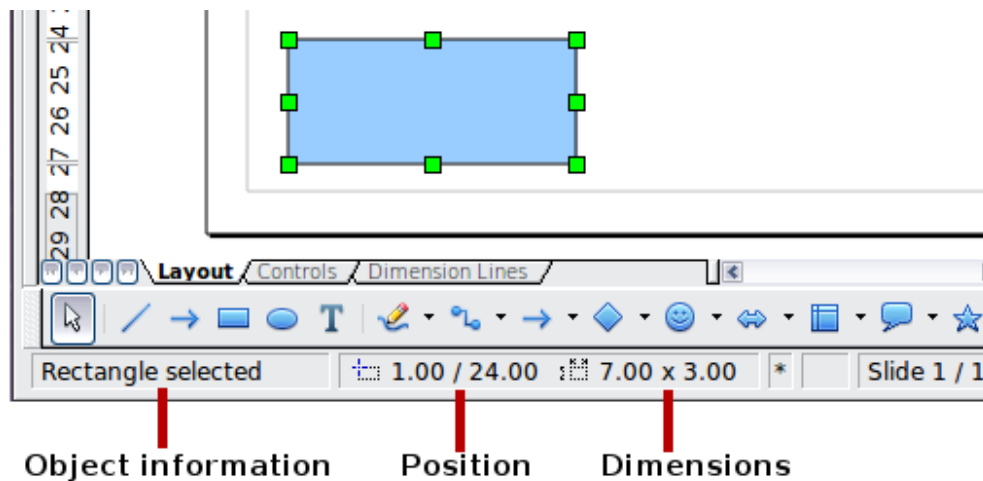 24
25
26
27
28
29
Layout Controls Dimension Lines
T
Rectangle selected 1.00 / 24.00 7.00 x 3.00 * Slide 1 / 1
Object information Position Dimensions